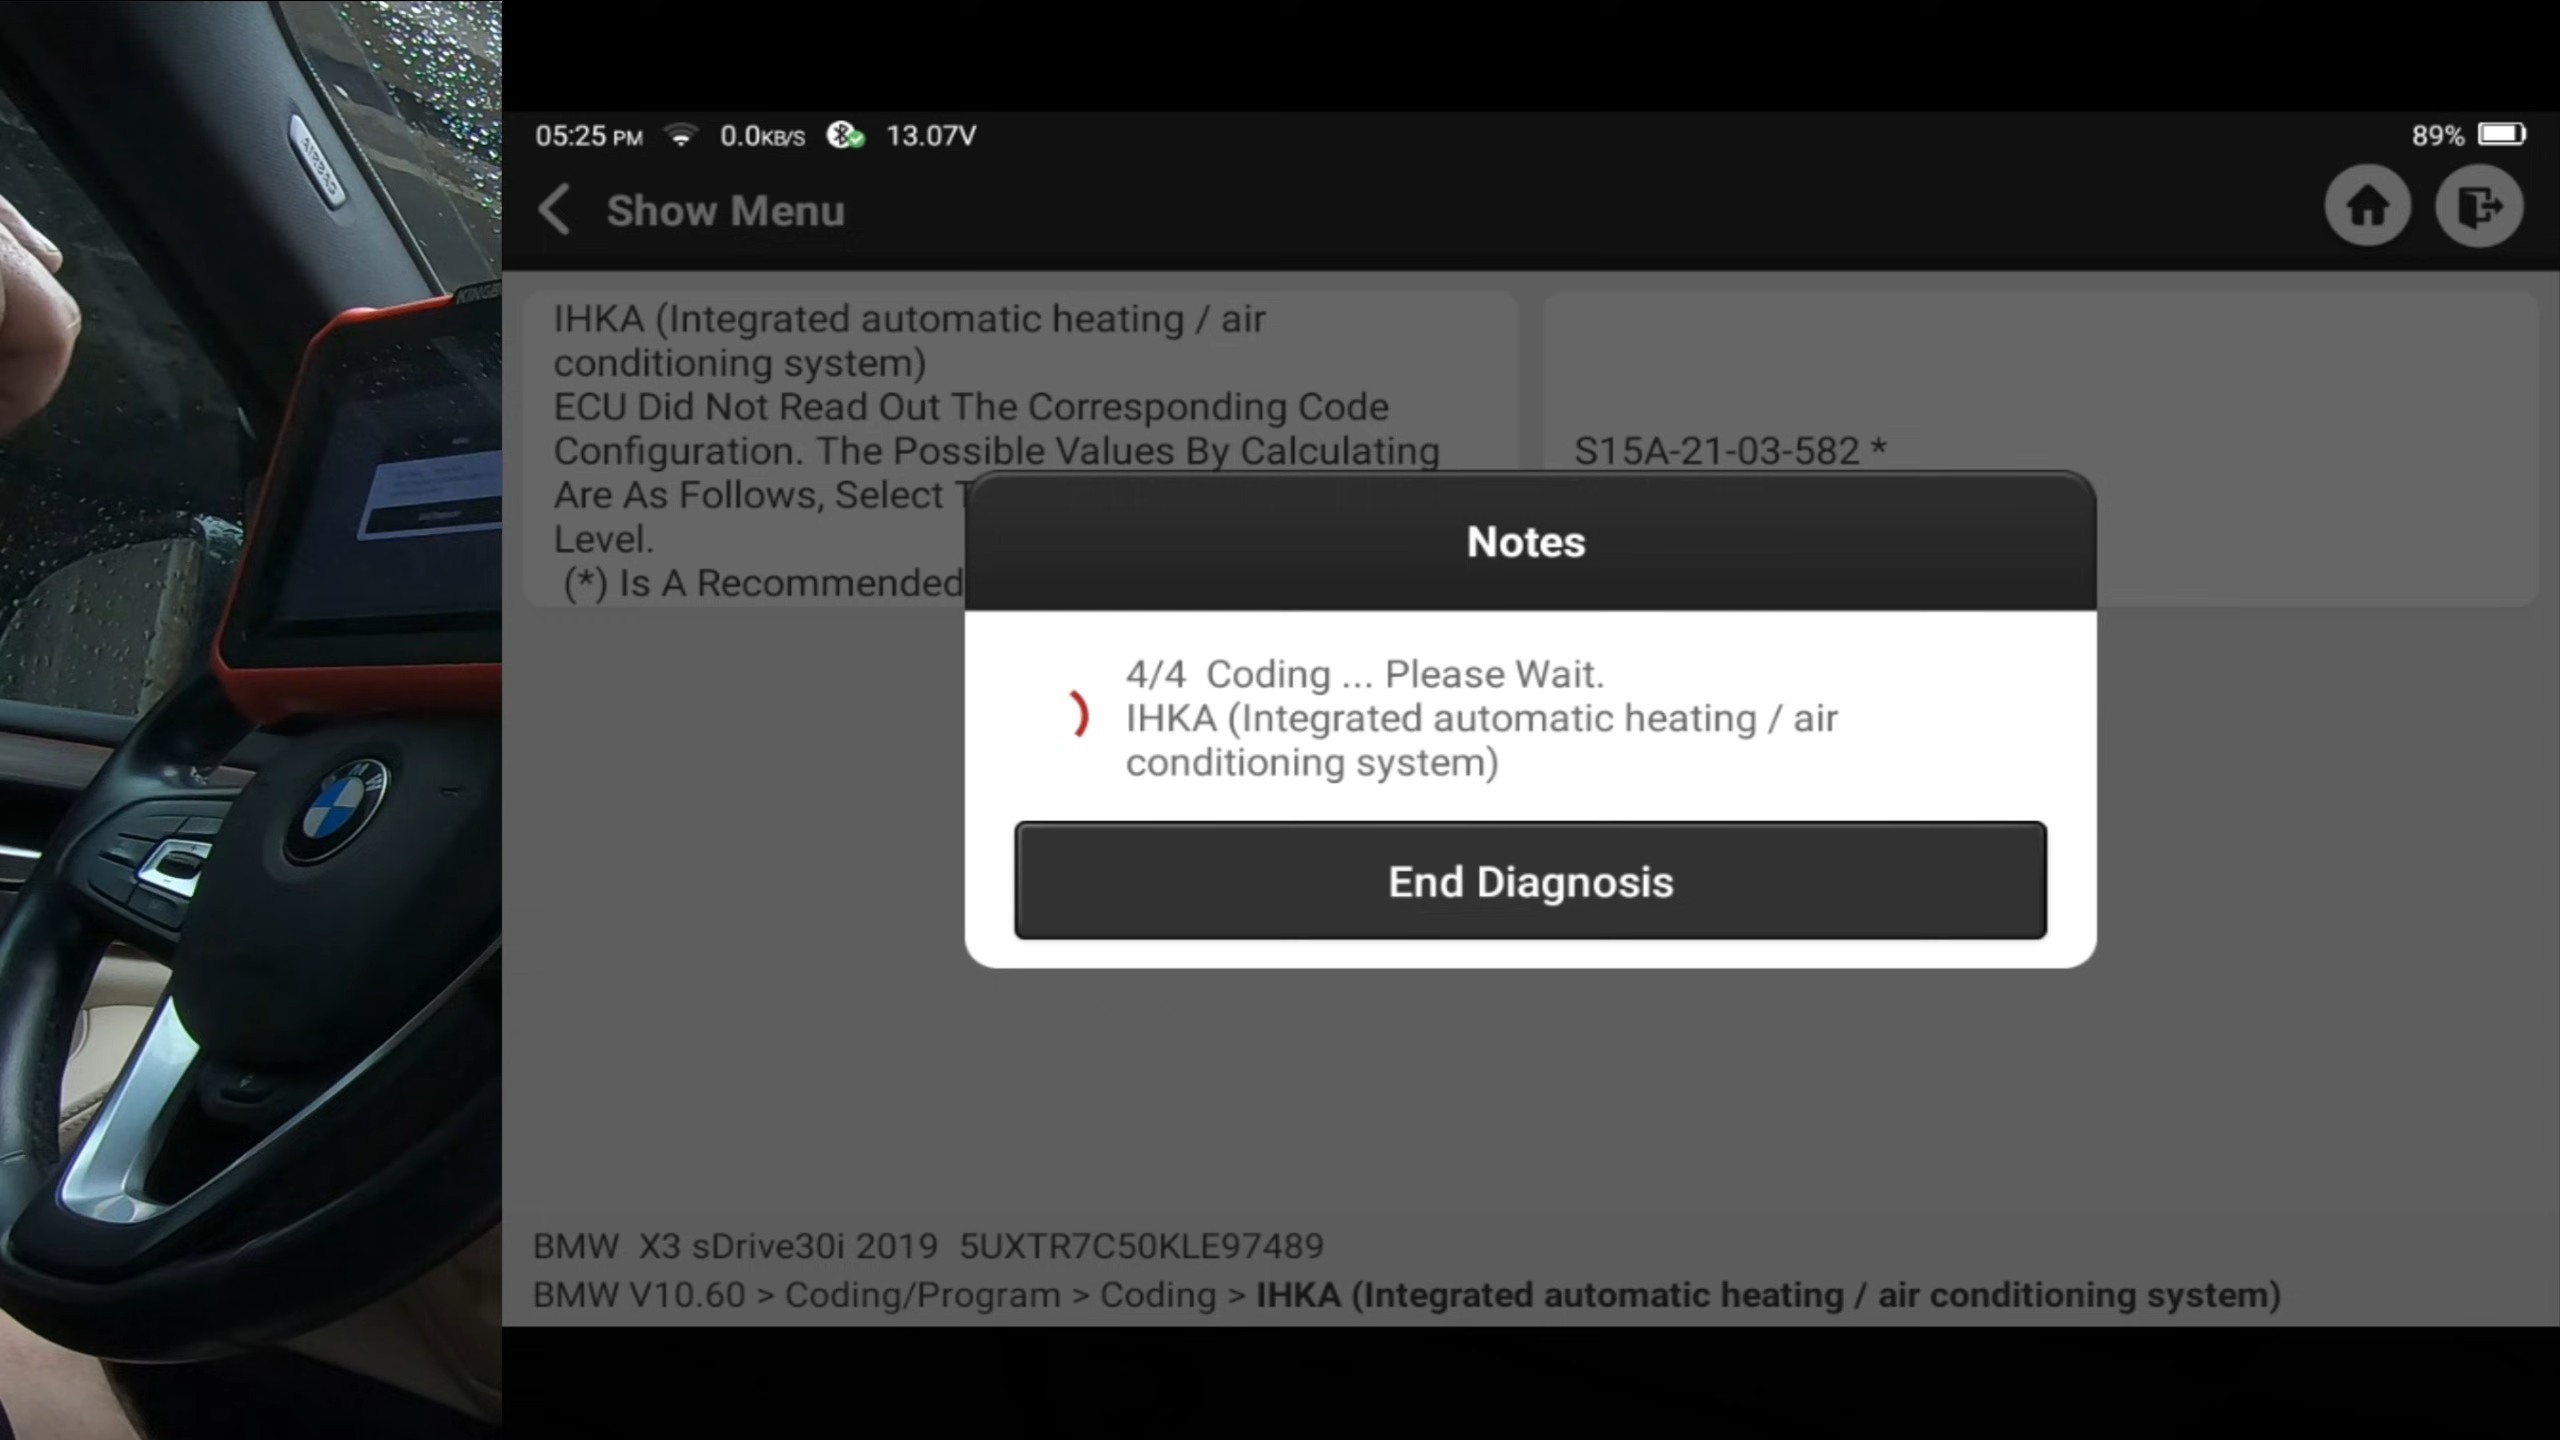 AIRBAG
05:25 PM 0.0KB/S 13.07V 89%
Show Menu
IHKA (Integrated automatic heating / air
conditioning system)
ECU Did Not Read Out The Corresponding Code
Configuration. The Possible Values By Calculating
Are As Follows, Select
Level.
(*) Is A Recommended
S15A-21-03-582 *
Notes
4/4 Coding ... Please Wait.
IHKA (Integrated automatic heating / air
conditioning system)
End Diagnosis
BMW X3 sDrive30i 2019 5UXTR7C50KLE97489
BMW V10.60 > Coding/Program > Coding > IHKA (Integrated automatic heating / air conditioning system)